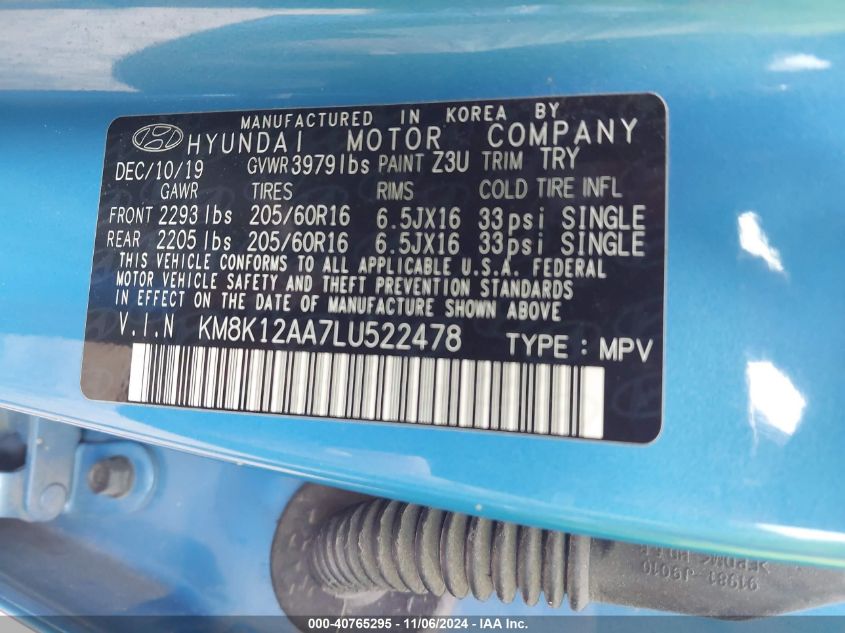 MANUFACTURED IN KOREA BY
HYUNDAI MOTOR COMPANY
DEC/10/19 GVWR 3979lbs PAINT Z3U TRIM TRY
GAWR TIRES RIMS COLD TIRE INFL
FRONT 2293lbs 205/60R16 6.5JX16 33psi SINGLE
REAR 2205lbs 205/60R16 6.5JX16 33psi SINGLE
THIS VEHICLE CONFORMS TO ALL APPLICABLE U.S.A. FEDERAL
MOTOR VEHICLE SAFETY AND THEFT PREVENTION STANDARDS
IN EFFECT ON THE DATE OF MANUFACTURE SHOWN ABOVE
V.I.N KM8K12AA7LU522478 TYPE : MPV
91981-J9010
000-40765295 - 11/06/2024 - IAA Inc.